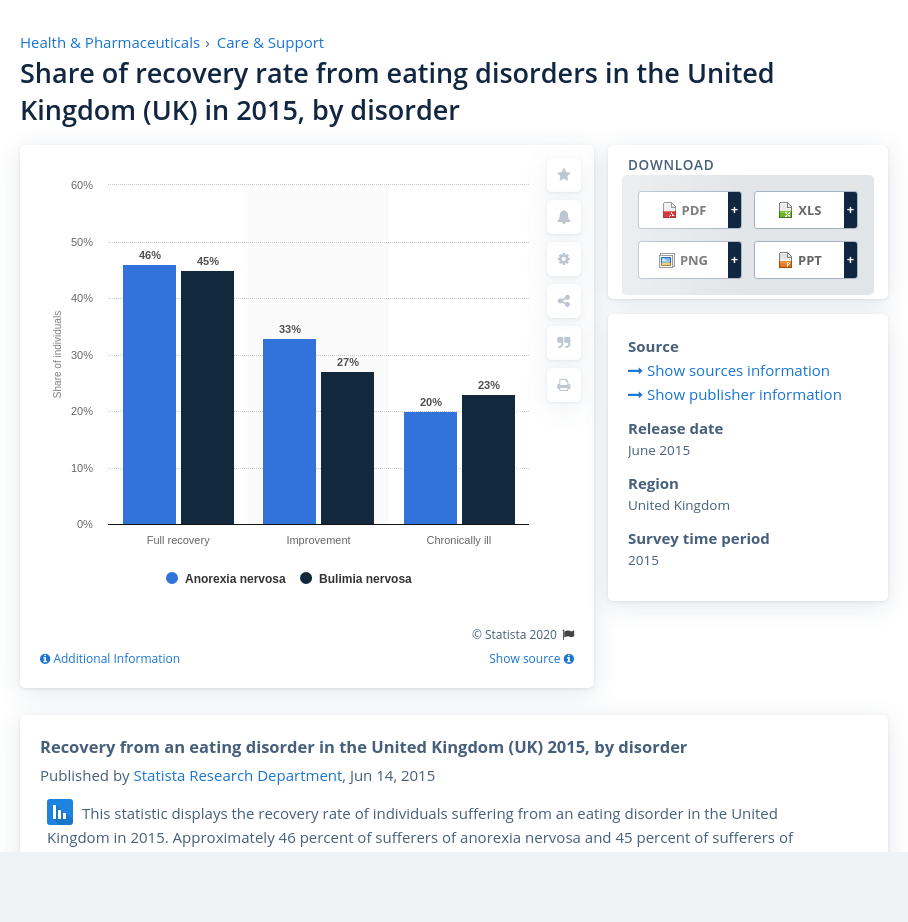 Health & Pharmaceuticals › Care & Support
Share of recovery rate from eating disorders in the United
Kingdom (UK) in 2015, by disorder
60%
50%
40%
30%
20%
10%
0%
Share of individuals
46%
45%
33%
27%
20%
23%
Full recovery
Improvement
Chronically ill
Anorexia nervosa
Bulimia nervosa
© Statista 2020
Additional Information
Show source
DOWNLOAD
PDF +
XLS +
PNG +
PPT +
Source
Show sources information
Show publisher information
Release date
June 2015
Region
United Kingdom
Survey time period
2015
Recovery from an eating disorder in the United Kingdom (UK) 2015, by disorder
Published by Statista Research Department, Jun 14, 2015
This statistic displays the recovery rate of individuals suffering from an eating disorder in the United
Kingdom in 2015. Approximately 46 percent of sufferers of anorexia nervosa and 45 percent of sufferers of